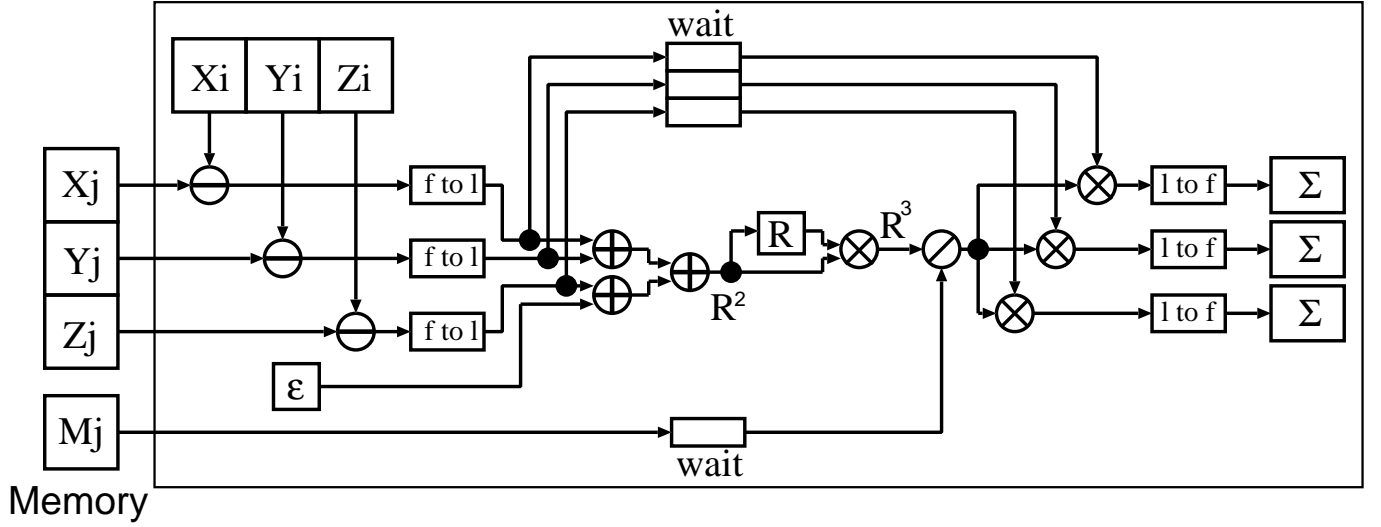 wait
Xi Yi Zi
Xj
f to l
l to f
Σ
Yj
f to l
R
R³
l to f
Σ
R²
Zj
f to l
l to f
Σ
ε
Mj
wait
Memory